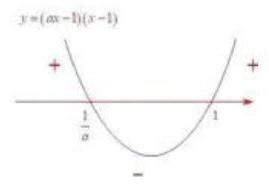 y=(ax−1)(x−1)
+ +
1/a 1
−